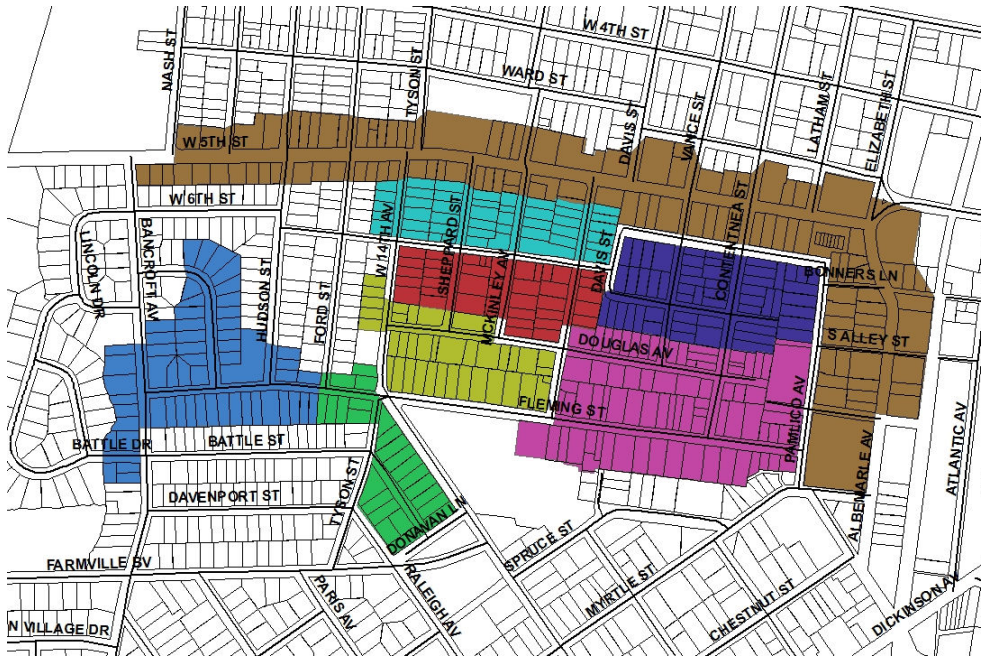 W 4TH ST
NASH ST
TYSON ST
WARD ST
DAVIS ST
VANCE ST
LATHAM ST
ELIZABETH ST
W 5TH ST
W 6TH ST
LINCOLN DR
BANCROFT AV
HUDSON ST
FORD ST
W 14TH AV
SHEPPARD ST
MCKINLEY AV
DAVIS ST
CONTENTNEA ST
BONNERS LN
S ALLEY ST
DOUGLAS AV
FLEMING ST
PAMLICO AV
ALBEMARLE AV
ATLANTIC AV
BATTLE DR
BATTLE ST
DAVENPORT ST
TYSON ST
DONAVAN LN
FARMVILLE BV
PARIS AV
RALEIGH AV
SPRUCE ST
MYRTLE ST
CHESTNUT ST
DICKINSON AV
N VILLAGE DR